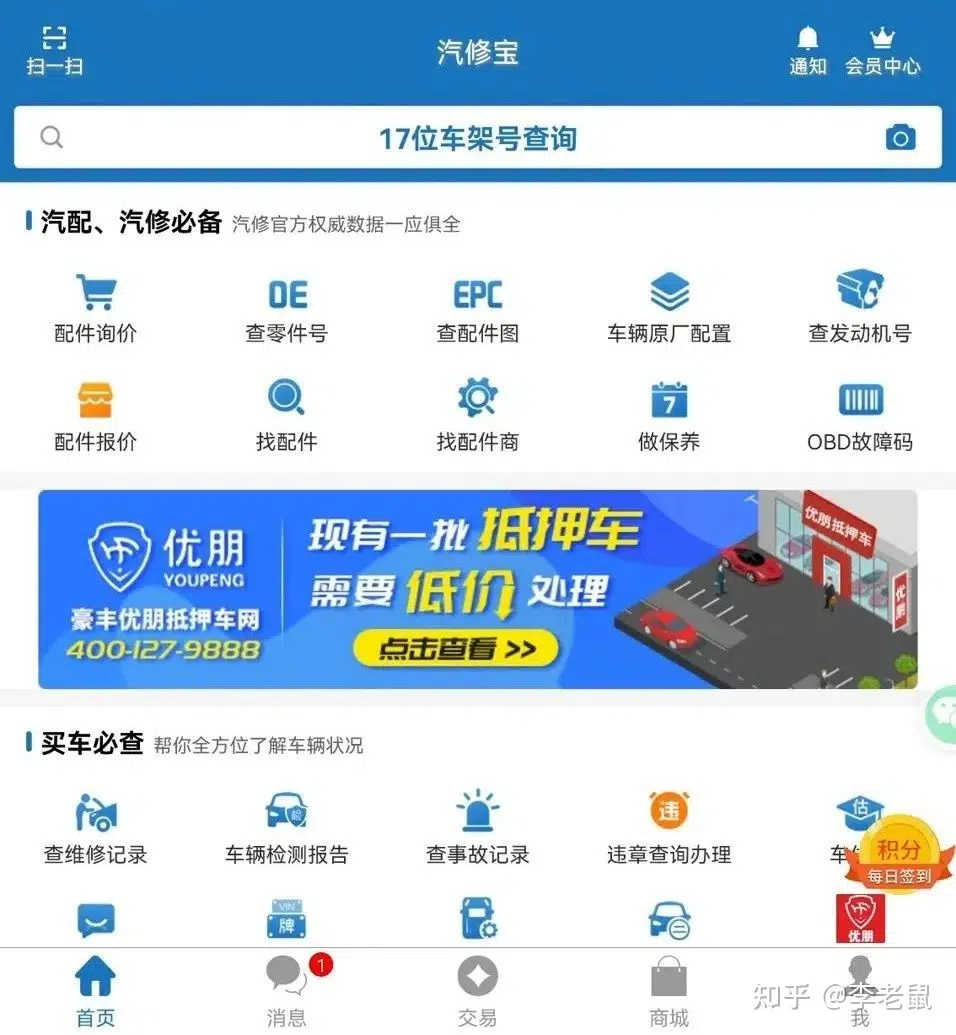 汽修宝
扫一扫
通知
会员中心
17位车架号查询
汽配、汽修必备 汽修官方权威数据一应俱全
OE
EPC
配件询价
查零件号
查配件图
车辆原厂配置
查发动机号
7
配件报价
找配件
找配件商
做保养
OBD故障码
优朋
YOUPENG
豪丰优朋抵押车网
400-127-9888
现有一批抵押车
需要低价处理
点击查看 >>
优朋抵押车
优朋
买车必查 帮你全方位了解车辆状况
检
违
估
查维修记录
车辆检测报告
查事故记录
违章查询办理
车
积分
每日签到
VIN
牌
优朋
1
首页
消息
交易
商城
我
知乎 @李老鼠